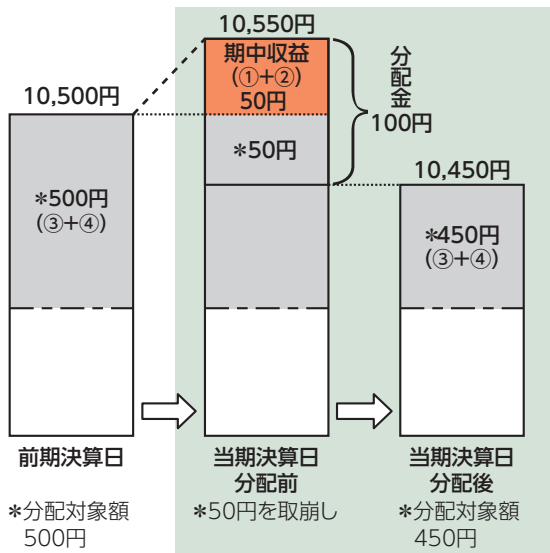 10,500円
*500円
(③+④)
前期決算日
*分配対象額
500円
10,550円
期中収益
(①+②)
50円
*50円
分配金
100円
当期決算日
分配前
*50円を取崩し
10,450円
*450円
(③+④)
当期決算日
分配後
*分配対象額
450円